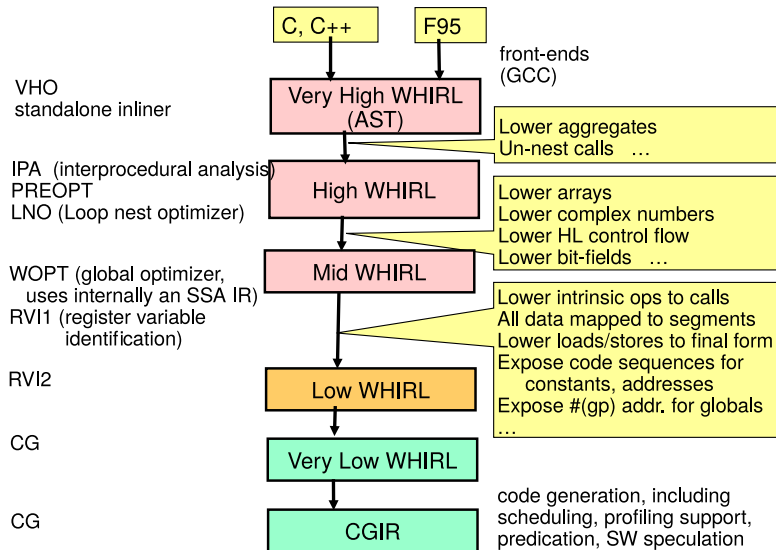 C, C++
F95
front-ends
(GCC)
VHO
standalone inliner
Very High WHIRL
(AST)
Lower aggregates
Un-nest calls …
IPA (interprocedural analysis)
PREOPT
LNO (Loop nest optimizer)
High WHIRL
Lower arrays
Lower complex numbers
Lower HL control flow
Lower bit-fields …
WOPT (global optimizer,
uses internally an SSA IR)
RVI1 (register variable
identification)
Mid WHIRL
Lower intrinsic ops to calls
All data mapped to segments
Lower loads/stores to final form
Expose code sequences for
constants, addresses
Expose #(gp) addr. for globals
…
RVI2
Low WHIRL
CG
Very Low WHIRL
CG
CGIR
code generation, including
scheduling, profiling support,
predication, SW speculation